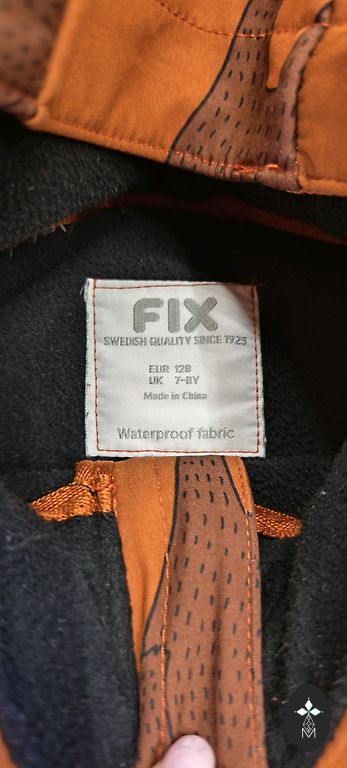 FIX
SWEDISH QUALITY SINCE 1923
EUR 128
UK 7-8Y
Made in China
Waterproof fabric